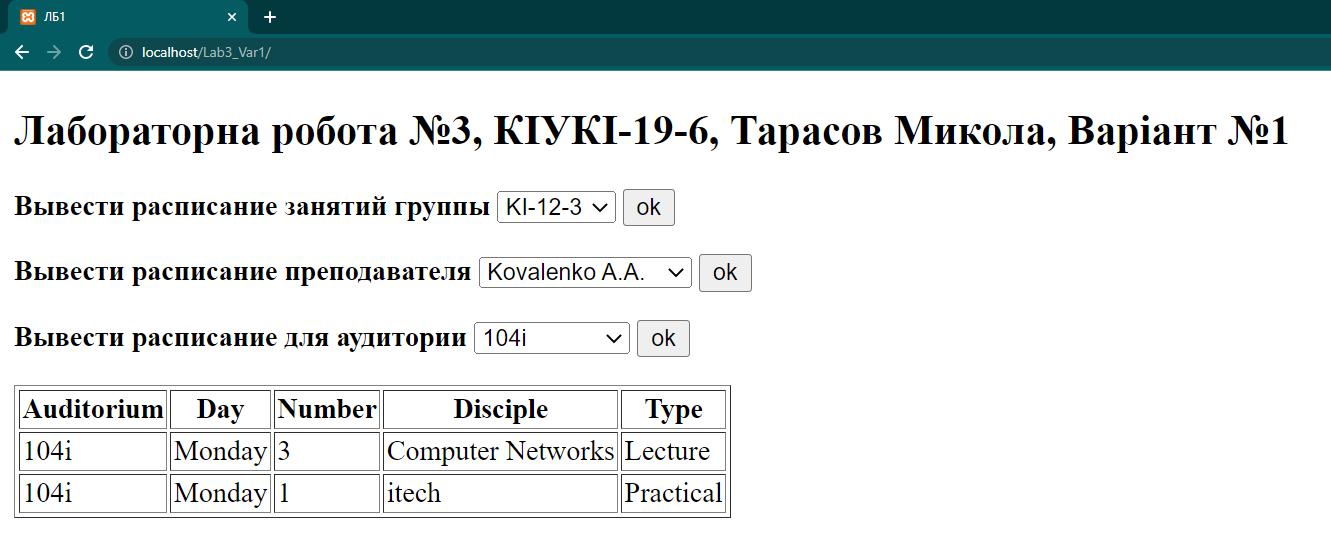 ЛБ1
localhost/Lab3_Var1/
Лабораторна робота №3, КІУКІ-19-6, Тарасов Микола, Варіант №1
Вывести расписание занятий группы KI-12-3 ok
Вывести расписание преподавателя Kovalenko A.A. ok
Вывести расписание для аудитории 104i ok
Auditorium Day Number Disciple Type
104i Monday 3 Computer Networks Lecture
104i Monday 1 itech Practical